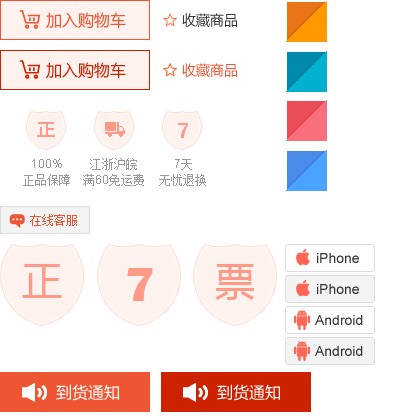 加入购物车
收藏商品
加入购物车
收藏商品
正
7
100%
江浙沪皖
7天
正品保障
满60免运费
无忧退换
在线客服
正
7
票
iPhone
iPhone
Android
Android
到货通知
到货通知